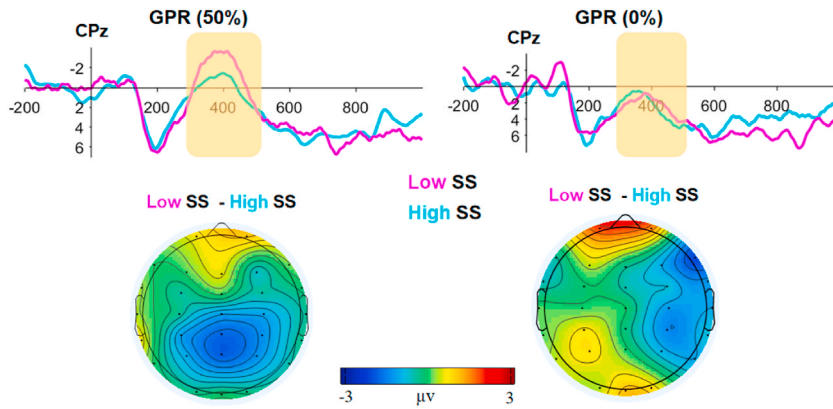 GPR (50%)
CPz
-2
2
4
6
-200
200
400
600
800
GPR (0%)
CPz
-2
2
4
6
-200
200
400
600
800
Low SS
High SS
Low SS - High SS
Low SS - High SS
-3
μv
3